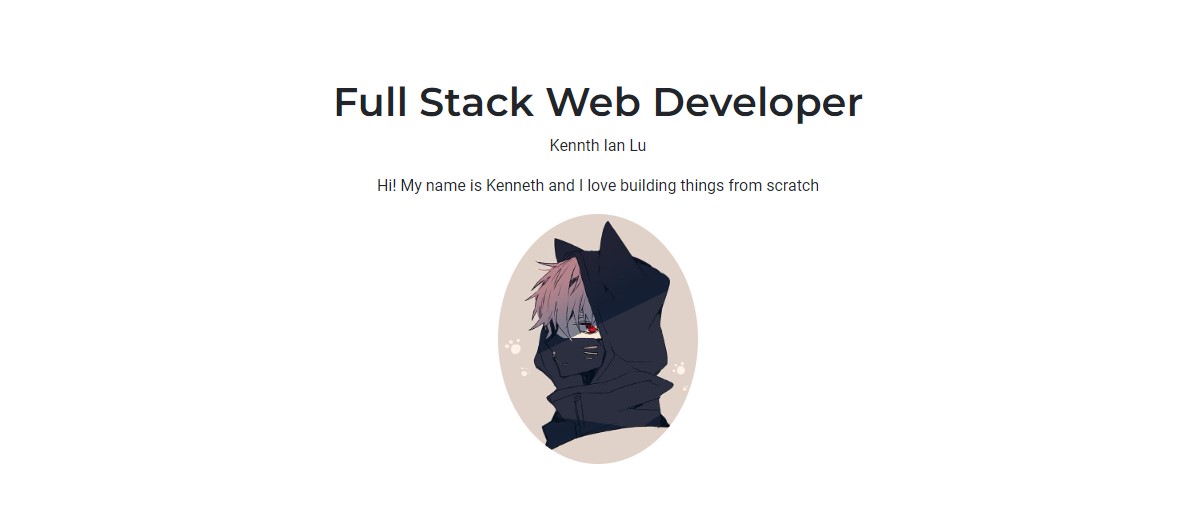 Full Stack Web Developer
Kennth Ian Lu
Hi! My name is Kenneth and I love building things from scratch